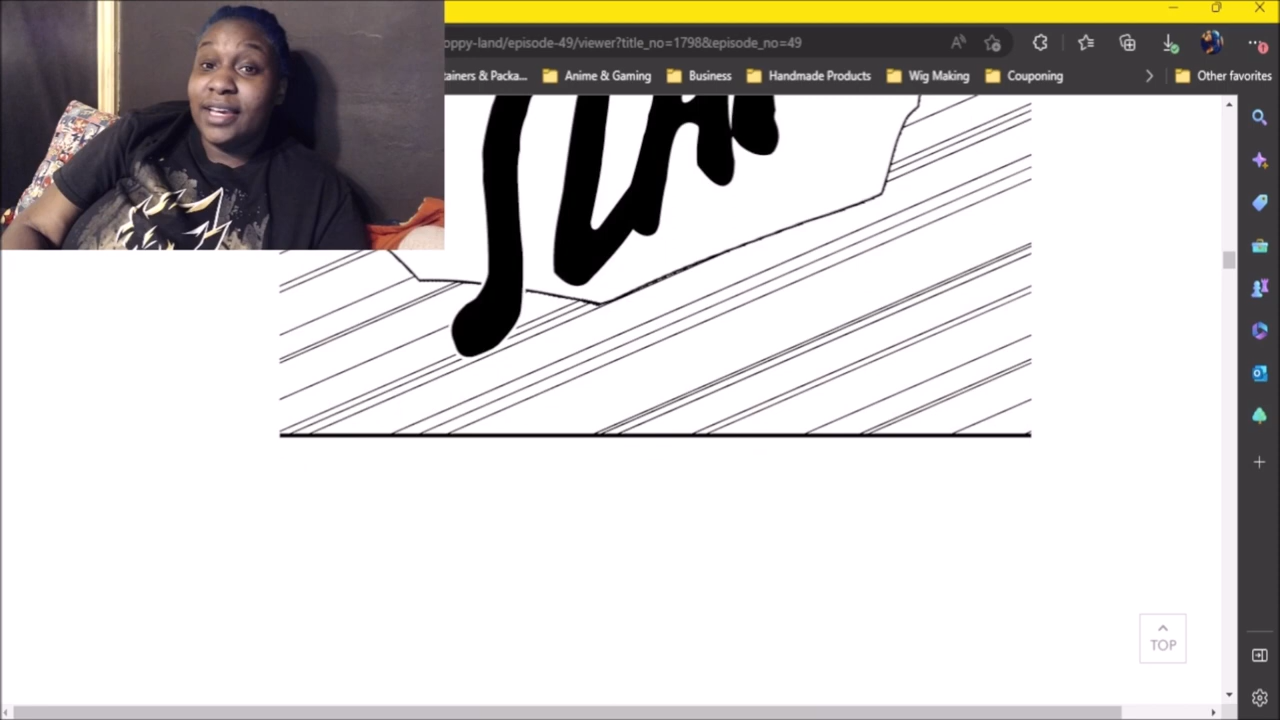 oppy-land/episode-49/viewer?title_no=1798&episode_no=49
tainers & Packa... Anime & Gaming Business Handmade Products Wig Making Couponing Other favorites
TOP